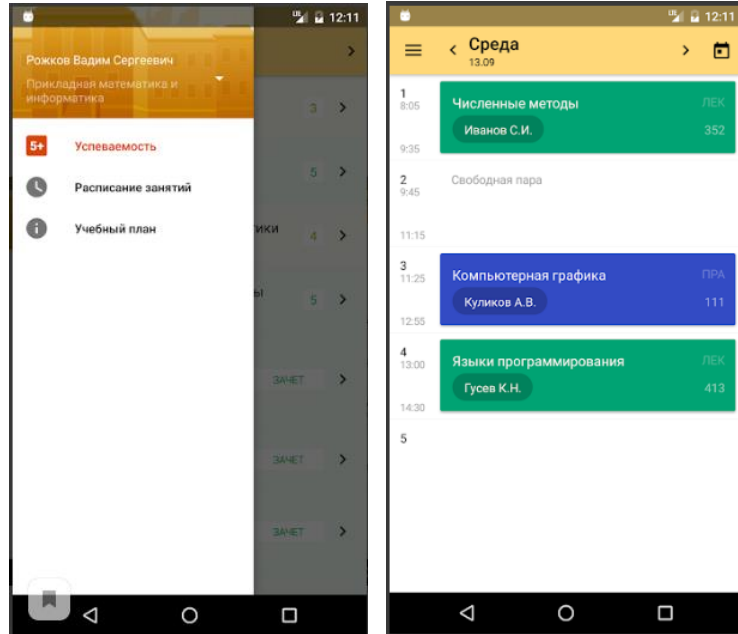 12:11
Рожков Вадим Сергеевич
Прикладная математика и
информатика
3
5+ Успеваемость
5
Расписание занятий
Учебный план
тики
4
ы
5
ЗАЧЕТ
ЗАЧЕТ
ЗАЧЕТ
12:11
Среда
13.09
1
8:05
Численные методы
ЛЕК
Иванов С.И.
352
9:35
2
9:45
Свободная пара
11:15
3
11:25
Компьютерная графика
ПРА
Куликов А.В.
111
12:55
4
13:00
Языки программирования
ЛЕК
Гусев К.Н.
413
14:30
5